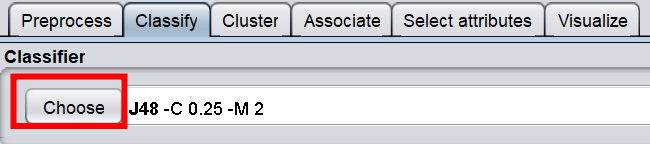 Preprocess Classify Cluster Associate Select attributes Visualize
Classifier
Choose J48 -C 0.25 -M 2